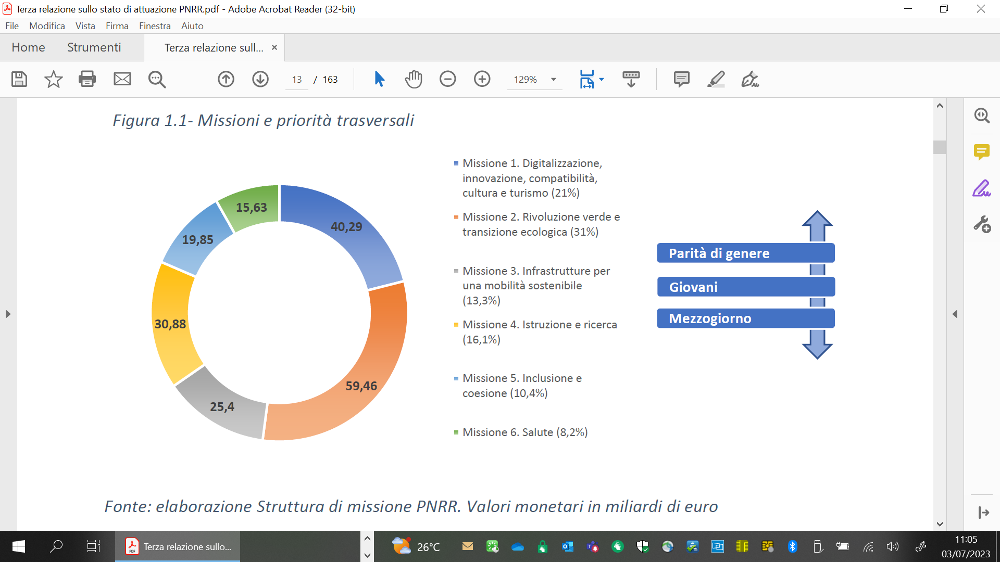 Terza relazione sullo stato di attuazione PNRR.pdf - Adobe Acrobat Reader (32-bit)
File Modifica Vista Firma Finestra Aiuto
Home Strumenti Terza relazione sull... ×
13 / 163 129%
Figura 1.1- Missioni e priorità trasversali
40,29
59,46
25,4
30,88
19,85
15,63
Missione 1. Digitalizzazione,
innovazione, compatibilità,
cultura e turismo (21%)
Missione 2. Rivoluzione verde e
transizione ecologica (31%)
Missione 3. Infrastrutture per
una mobilità sostenibile
(13,3%)
Missione 4. Istruzione e ricerca
(16,1%)
Missione 5. Inclusione e
coesione (10,4%)
Missione 6. Salute (8,2%)
Parità di genere
Giovani
Mezzogiorno
Fonte: elaborazione Struttura di missione PNRR. Valori monetari in miliardi di euro
PDF
Terza relazione sullo...
26°C
11:05
03/07/2023